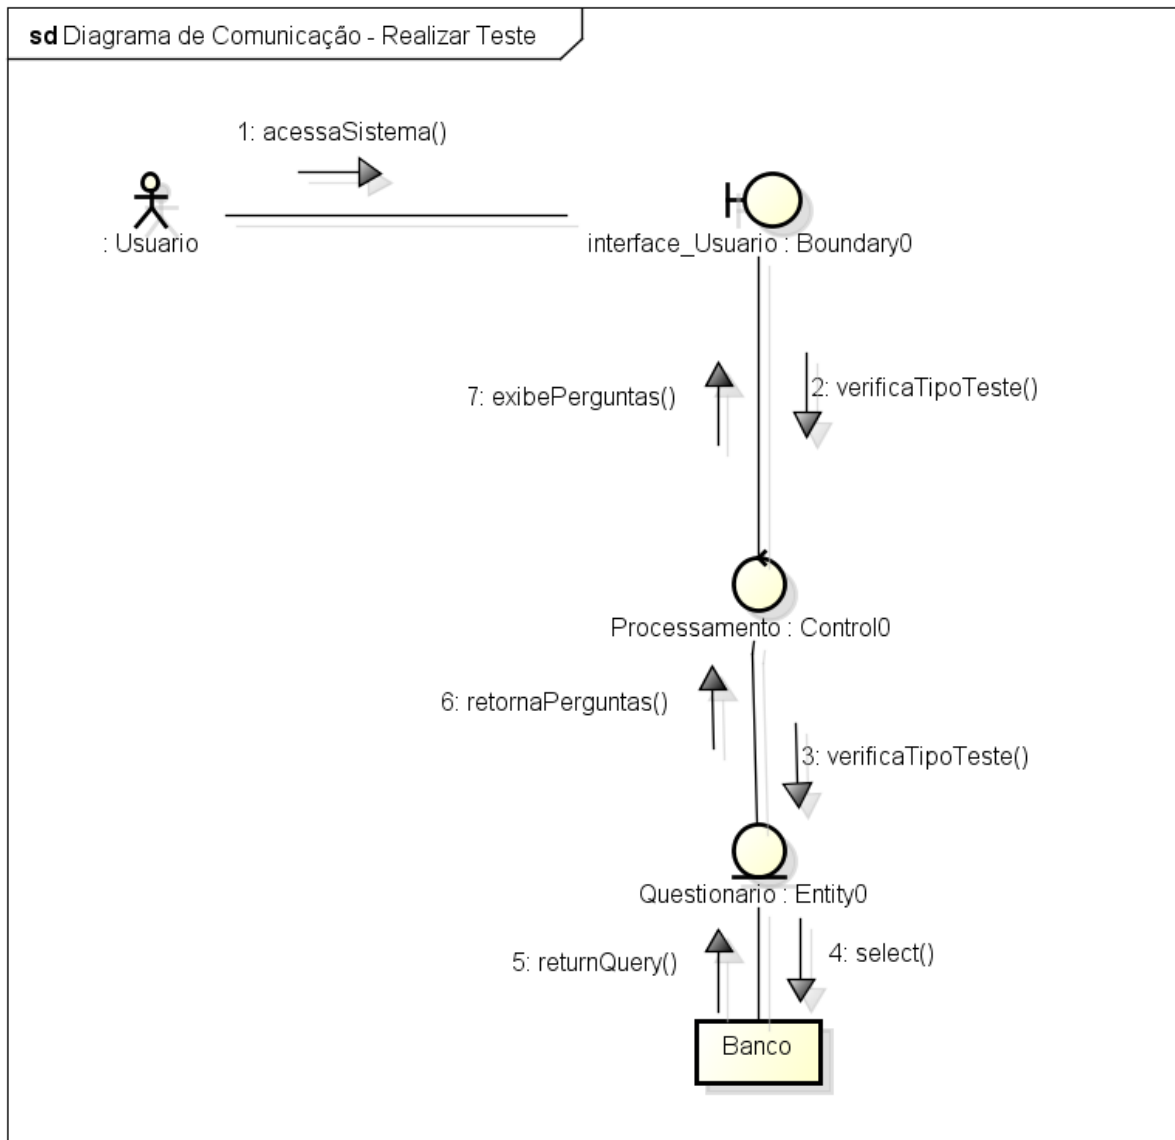 sd Diagrama de Comunicação - Realizar Teste
1: acessaSistema()
: Usuario
interface_Usuario : Boundary0
7: exibePerguntas()
2: verificaTipoTeste()
Processamento : Control0
6: retornaPerguntas()
3: verificaTipoTeste()
Questionario : Entity0
5: returnQuery()
4: select()
Banco